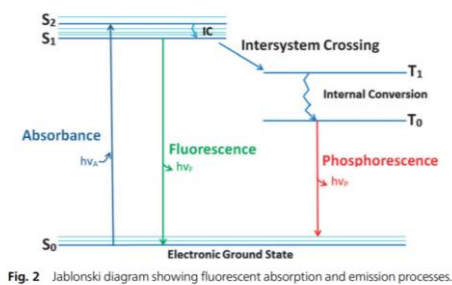 S2
S1
IC
Intersystem Crossing
T1
Internal Conversion
T0
Absorbance
hνA
Fluorescence
hνF
Phosphorescence
hνP
S0
Electronic Ground State
Fig. 2 Jablonski diagram showing fluorescent absorption and emission processes.